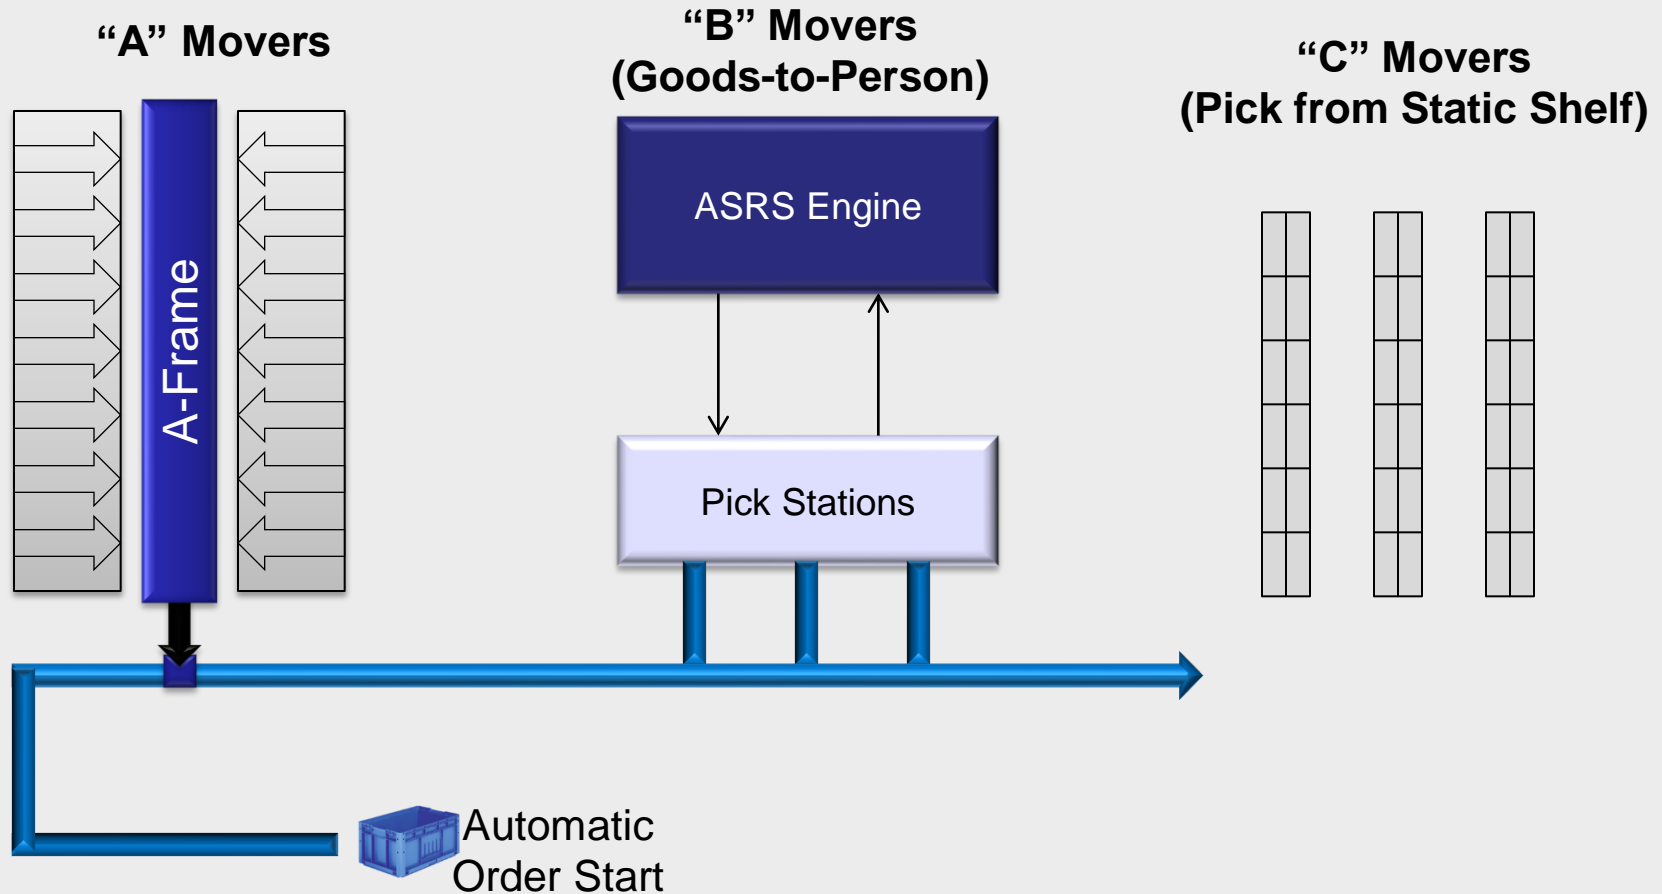 “A” Movers
“B” Movers
(Goods-to-Person)
“C” Movers
(Pick from Static Shelf)
A-Frame
ASRS Engine
Pick Stations
Automatic
Order Start